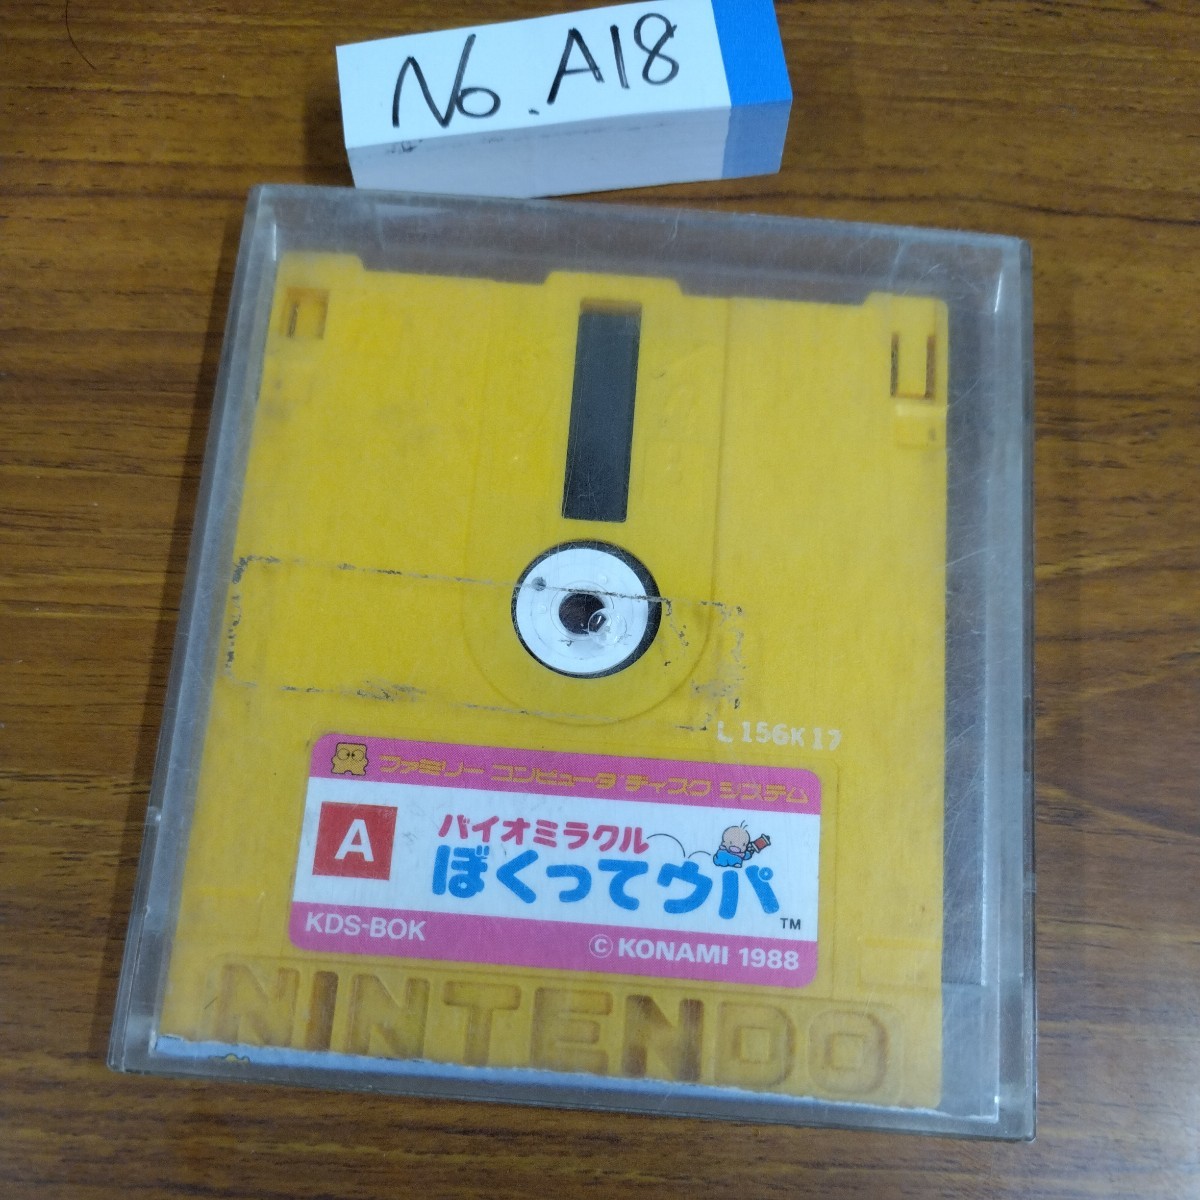 No. A18
L 156K 17
ファミリー コンピュータ ディスク システム
A
バイオミラクル
ぼくってウパ
TM
KDS-BOK
© KONAMI 1988
NINTENDO